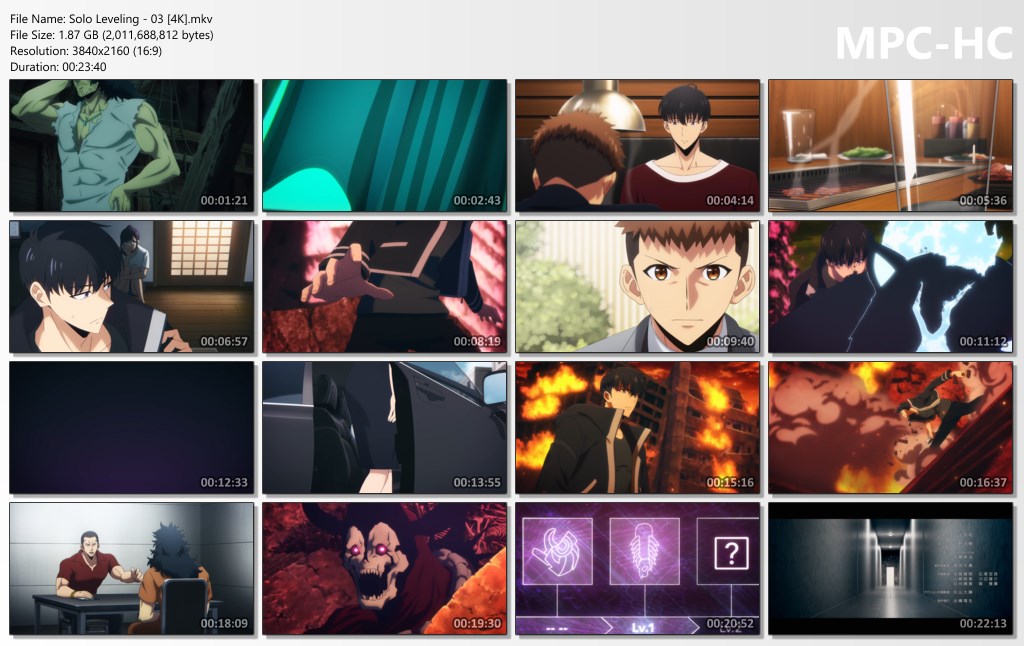 File Name: Solo Leveling - 03 [4K].mkv
File Size: 1.87 GB (2,011,688,812 bytes)
Resolution: 3840x2160 (16:9)
Duration: 00:23:40
MPC-HC
00:01:21
00:02:43
00:04:14
00:05:36
00:06:57
00:08:19
00:09:40
00:11:12
00:12:33
00:13:55
00:15:16
00:16:37
00:18:09
00:19:30
?
-- --
Lv.1
Lv.2
00:20:52
00:22:13